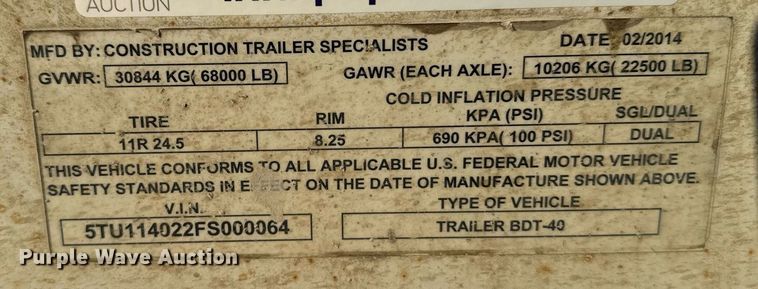 AUCTION
MFD BY: CONSTRUCTION TRAILER SPECIALISTS DATE: 02/2014
GVWR: 30844 KG( 68000 LB) GAWR (EACH AXLE): 10206 KG( 22500 LB)
COLD INFLATION PRESSURE
TIRE RIM KPA (PSI) SGL/DUAL
11R 24.5 8.25 690 KPA( 100 PSI) DUAL
THIS VEHICLE CONFORMS TO ALL APPLICABLE U.S. FEDERAL MOTOR VEHICLE
SAFETY STANDARDS IN EFFECT ON THE DATE OF MANUFACTURE SHOWN ABOVE.
V.I.N. TYPE OF VEHICLE
5TU114022FS000064 TRAILER BDT-40
Purple Wave Auction